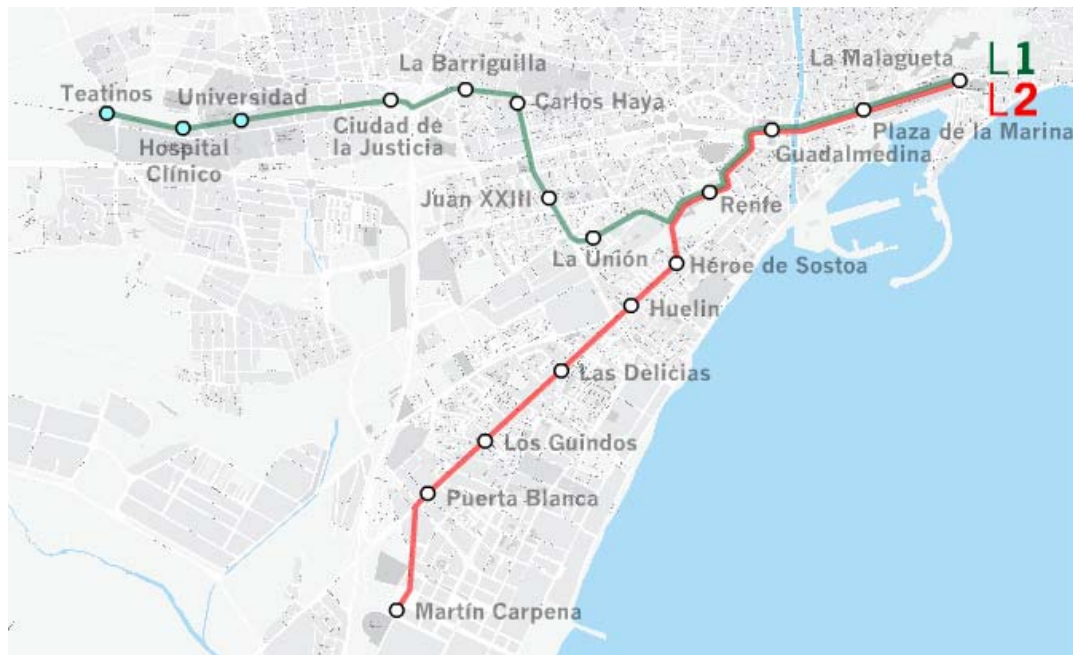 La Malagueta
L1
L2
La Barriguilla
Teatinos
Universidad
Carlos Haya
Ciudad de
la Justicia
Plaza de la Marina
Hospital
Clínico
Guadalmedina
Juan XXIII
Renfe
La Unión
Héroe de Sostoa
Huelin
Las Delicias
Los Guindos
Puerta Blanca
Martín Carpena